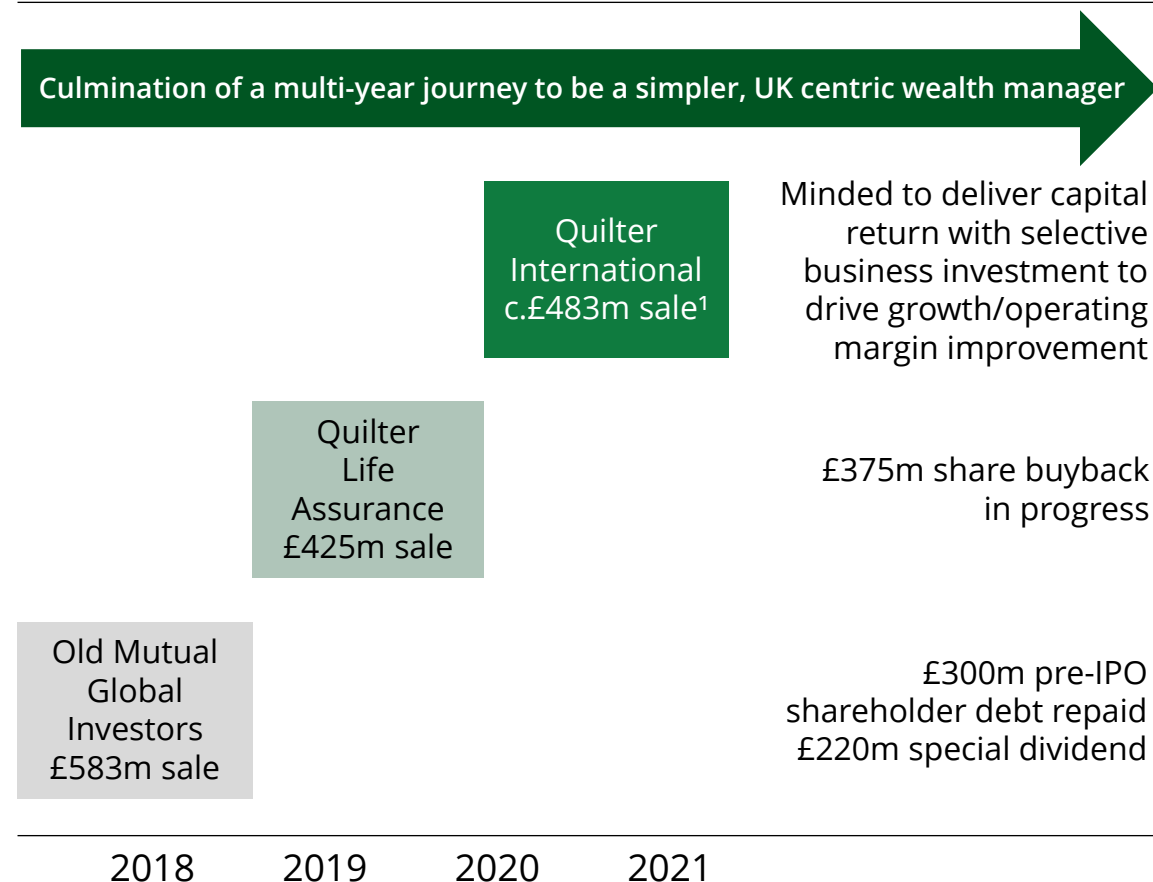 Culmination of a multi-year journey to be a simpler, UK centric wealth manager
Quilter
International
c.£483m sale¹
Minded to deliver capital
return with selective
business investment to
drive growth/operating
margin improvement
Quilter
Life
Assurance
£425m sale
£375m share buyback
in progress
Old Mutual
Global
Investors
£583m sale
£300m pre-IPO
shareholder debt repaid
£220m special dividend
2018 2019 2020 2021